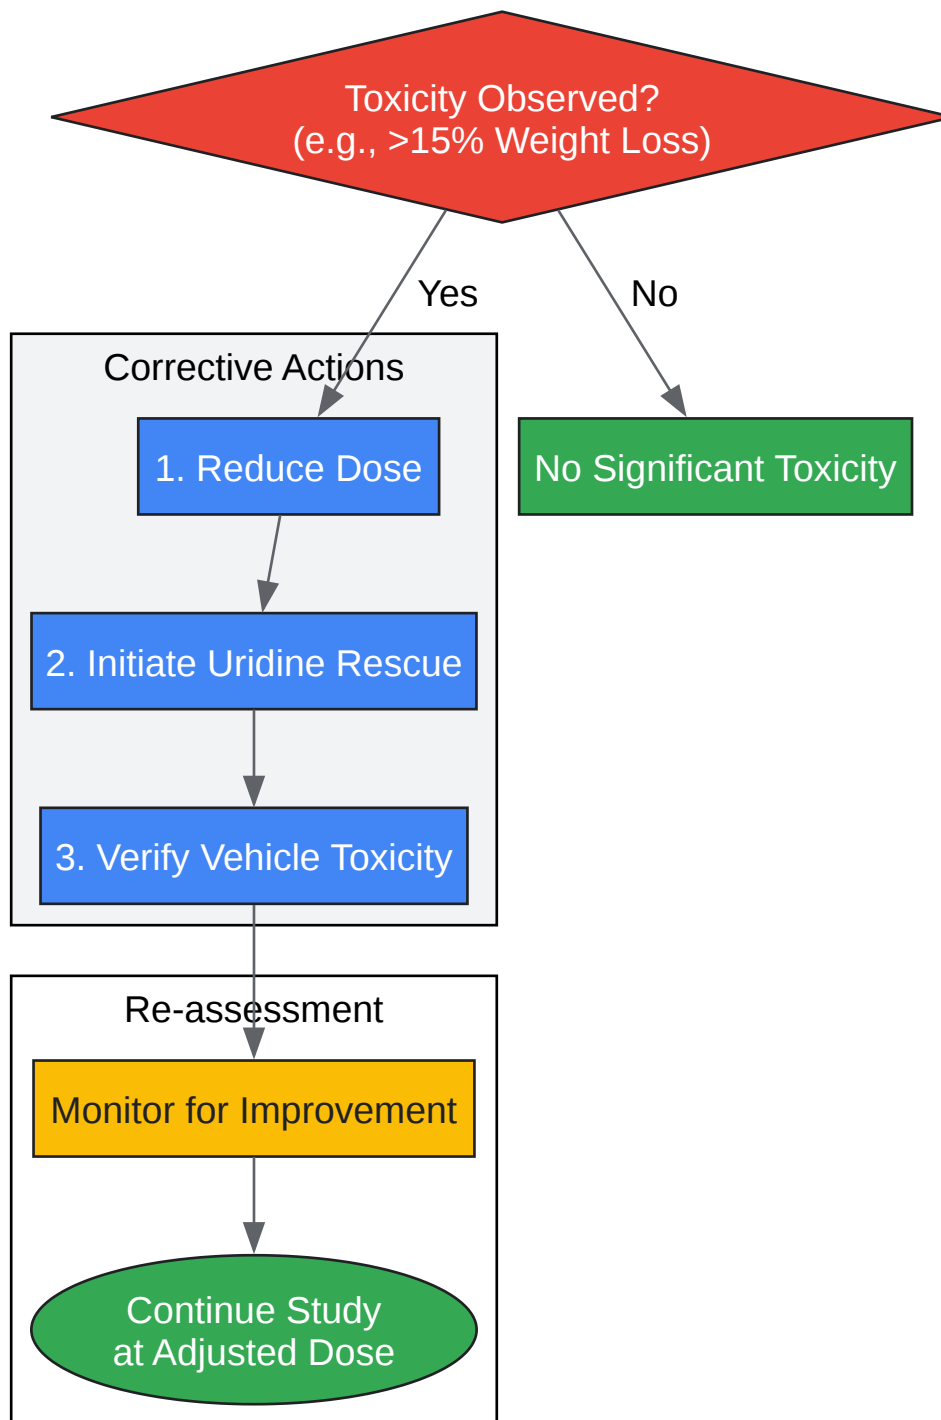 Toxicity Observed?
(e.g., >15% Weight Loss)
Yes
No
Corrective Actions
1. Reduce Dose
No Significant Toxicity
2. Initiate Uridine Rescue
3. Verify Vehicle Toxicity
Re-assessment
Monitor for Improvement
Continue Study
at Adjusted Dose